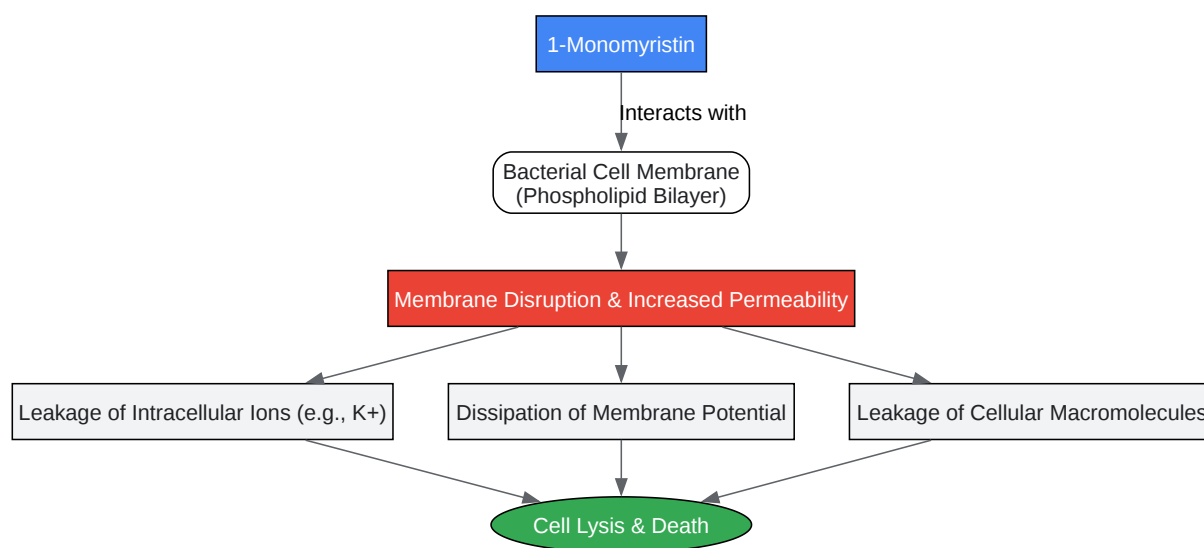 1-Monomyristin
Interacts with
Bacterial Cell Membrane
(Phospholipid Bilayer)
Membrane Disruption & Increased Permeability
Leakage of Intracellular Ions (e.g., K+)
Dissipation of Membrane Potential
Leakage of Cellular Macromolecules
Cell Lysis & Death